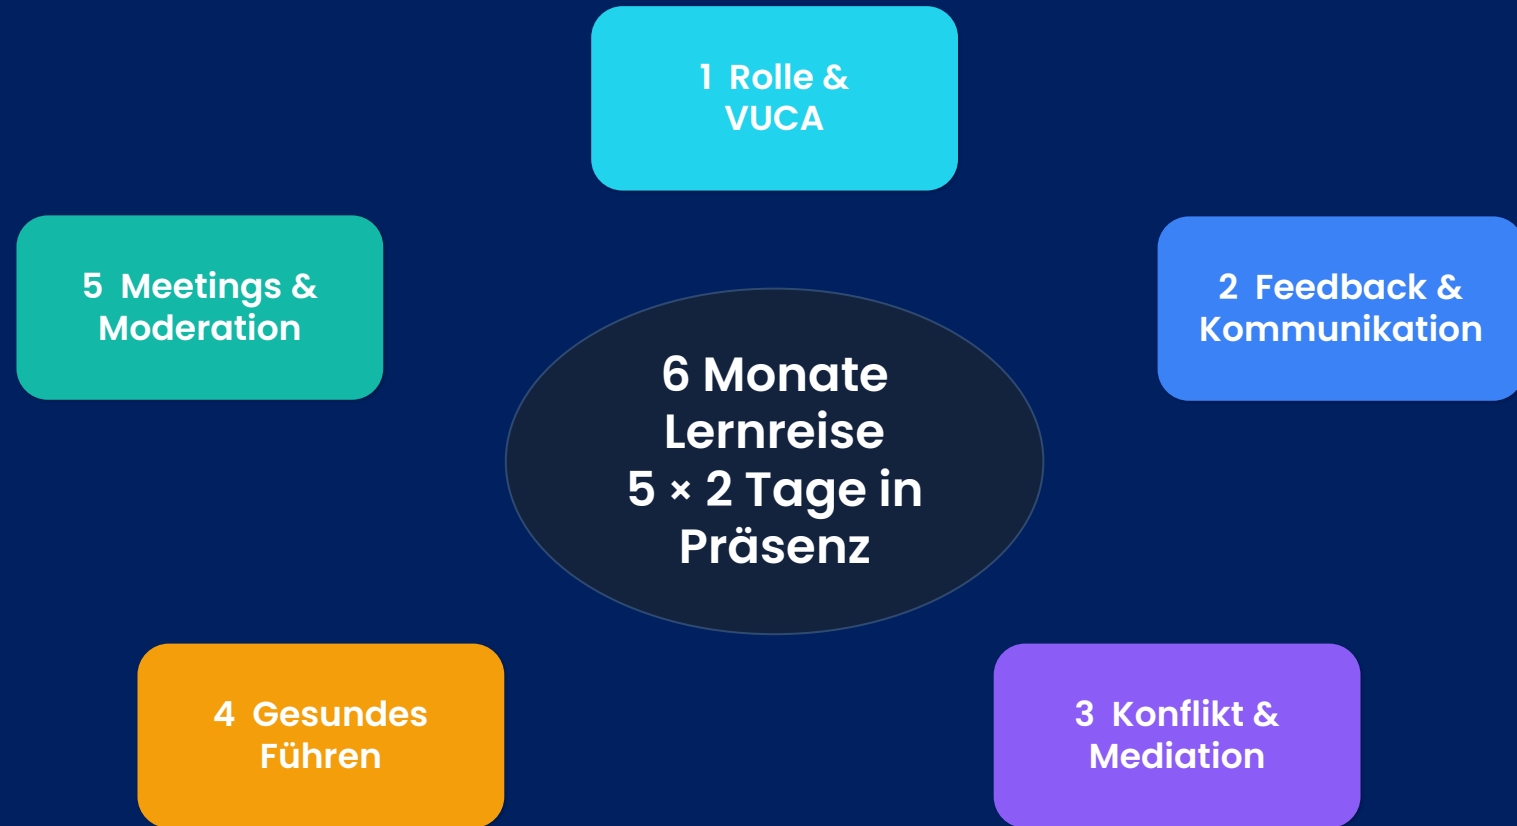 1 Rolle &
VUCA
5 Meetings &
Moderation
2 Feedback &
Kommunikation
6 Monate
Lernreise
5 × 2 Tage in
Präsenz
4 Gesundes
Führen
3 Konflikt &
Mediation